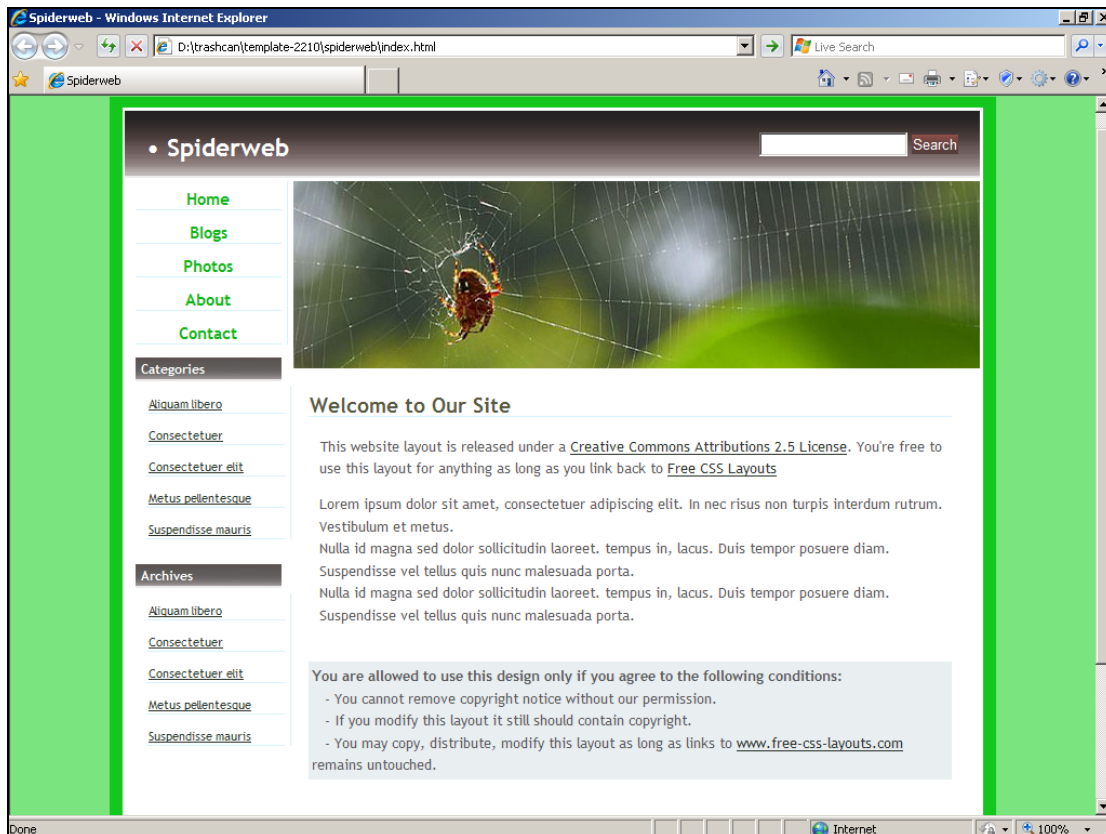 Spiderweb - Windows Internet Explorer
D:\trashcan\template-2210\spiderweb\index.html
Live Search
Spiderweb
• Spiderweb
Search
Home
Blogs
Photos
About
Contact
Categories
Aliquam libero
Consectetuer
Consectetuer elit
Metus pellentesque
Suspendisse mauris
Archives
Aliquam libero
Consectetuer
Consectetuer elit
Metus pellentesque
Suspendisse mauris
Welcome to Our Site
This website layout is released under a Creative Commons Attributions 2.5 License. You're free to
use this layout for anything as long as you link back to Free CSS Layouts
Lorem ipsum dolor sit amet, consectetuer adipiscing elit. In nec risus non turpis interdum rutrum.
Vestibulum et metus.
Nulla id magna sed dolor sollicitudin laoreet. tempus in, lacus. Duis tempor posuere diam.
Suspendisse vel tellus quis nunc malesuada porta.
Nulla id magna sed dolor sollicitudin laoreet. tempus in, lacus. Duis tempor posuere diam.
Suspendisse vel tellus quis nunc malesuada porta.
You are allowed to use this design only if you agree to the following conditions:
- You cannot remove copyright notice without our permission.
- If you modify this layout it still should contain copyright.
- You may copy, distribute, modify this layout as long as links to www.free-css-layouts.com
remains untouched.
Done
Internet
100%